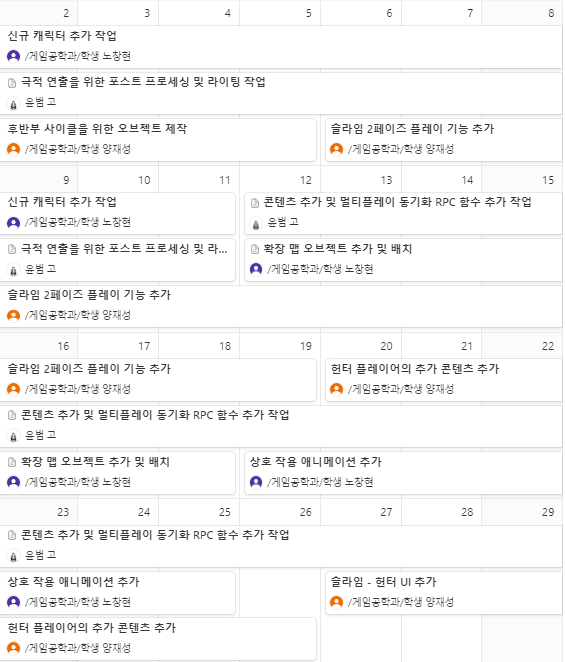 2 3 4 5 6 7 8
신규 캐릭터 추가 작업
/게임공학과/학생 노창현
극적 연출을 위한 포스트 프로세싱 및 라이팅 작업
윤범 고
후반부 사이클을 위한 오브젝트 제작 슬라임 2페이즈 플레이 기능 추가
/게임공학과/학생 양재성 /게임공학과/학생 양재성
9 10 11 12 13 14 15
신규 캐릭터 추가 작업 콘텐츠 추가 및 멀티플레이 동기화 RPC 함수 추가 작업
/게임공학과/학생 노창현 윤범 고
극적 연출을 위한 포스트 프로세싱 및 라... 확장 맵 오브젝트 추가 및 배치
윤범 고 /게임공학과/학생 노창현
슬라임 2페이즈 플레이 기능 추가
/게임공학과/학생 양재성
16 17 18 19 20 21 22
슬라임 2페이즈 플레이 기능 추가 헌터 플레이어의 추가 콘텐츠 추가
/게임공학과/학생 양재성 /게임공학과/학생 양재성
콘텐츠 추가 및 멀티플레이 동기화 RPC 함수 추가 작업
윤범 고
확장 맵 오브젝트 추가 및 배치 상호 작용 애니메이션 추가
/게임공학과/학생 노창현 /게임공학과/학생 노창현
23 24 25 26 27 28 29
콘텐츠 추가 및 멀티플레이 동기화 RPC 함수 추가 작업
윤범 고
상호 작용 애니메이션 추가 슬라임 - 헌터 UI 추가
/게임공학과/학생 노창현 /게임공학과/학생 양재성
헌터 플레이어의 추가 콘텐츠 추가
/게임공학과/학생 양재성